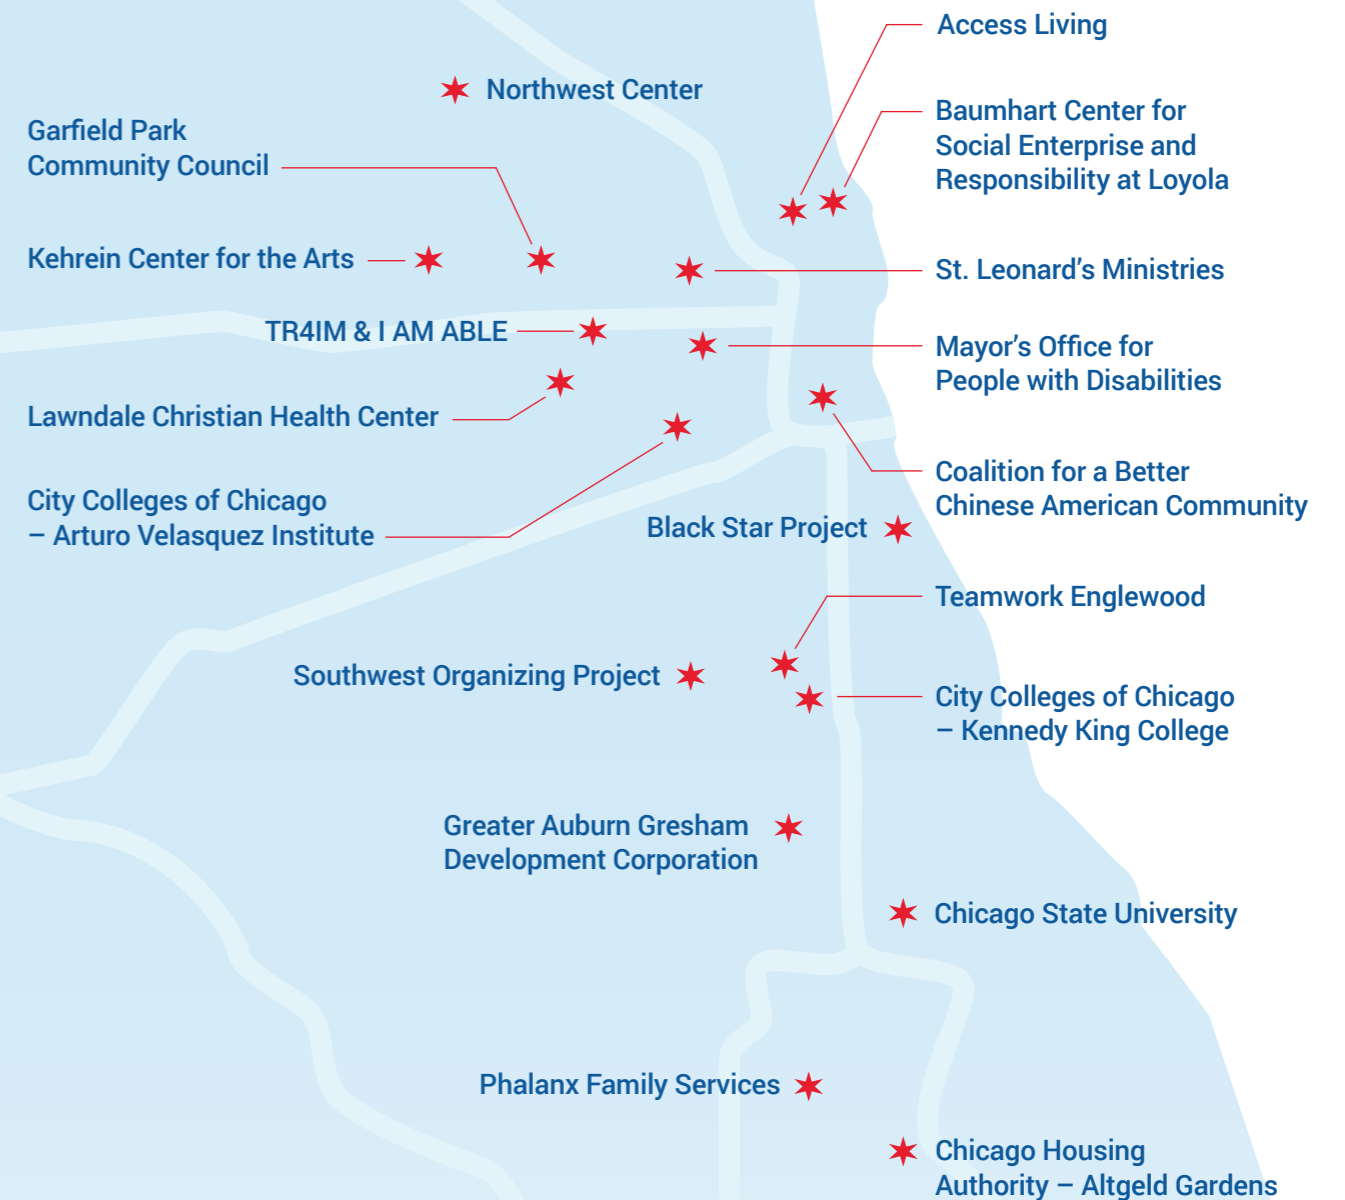 Access Living
Northwest Center
Baumhart Center for
Social Enterprise and
Responsibility at Loyola
Garfield Park
Community Council
Kehrein Center for the Arts
St. Leonard’s Ministries
TR4IM & I AM ABLE
Mayor’s Office for
People with Disabilities
Lawndale Christian Health Center
Coalition for a Better
Chinese American Community
City Colleges of Chicago
– Arturo Velasquez Institute
Black Star Project
Teamwork Englewood
Southwest Organizing Project
City Colleges of Chicago
– Kennedy King College
Greater Auburn Gresham
Development Corporation
Chicago State University
Phalanx Family Services
Chicago Housing
Authority – Altgeld Gardens